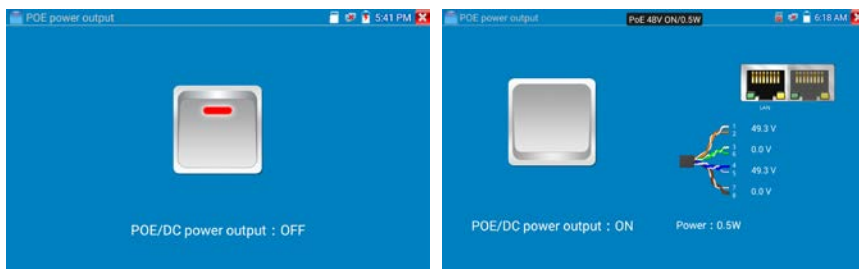 POE power output
5:41 PM
POE/DC power output : OFF
POE power output
PoE 48V ON/0.5W
6:18 AM
LAN
1
2
49.3 V
3
6
0.0 V
4
5
49.3 V
7
8
0.0 V
POE/DC power output : ON
Power : 0.5W